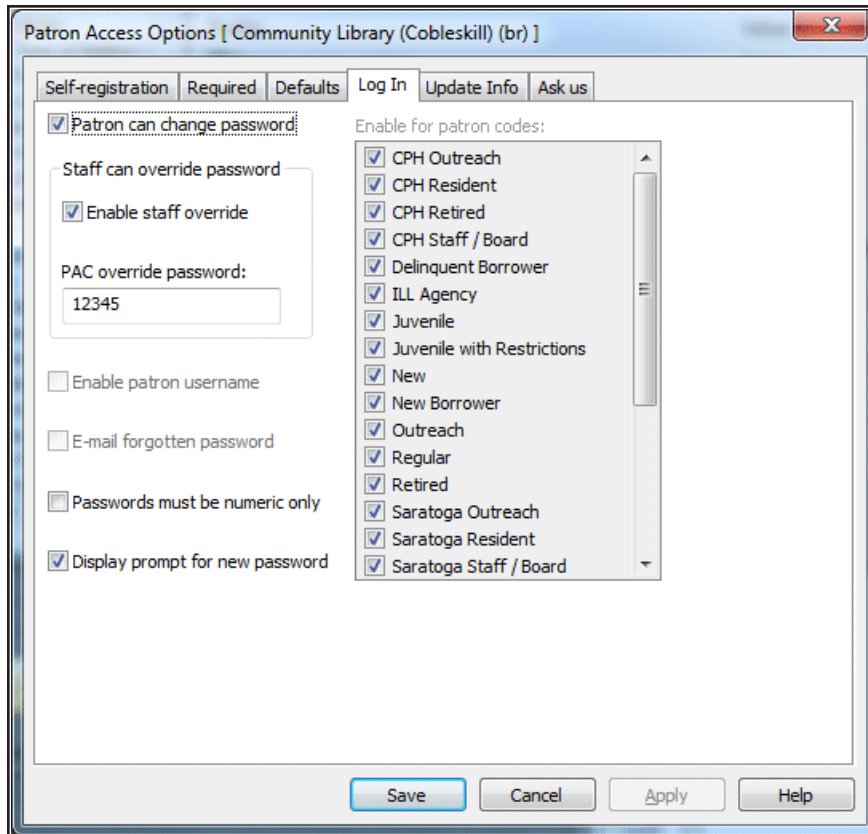 Patron Access Options [ Community Library (Cobleskill) (br) ]
Self-registration Required Defaults Log In Update Info Ask us
Patron can change password
Staff can override password
Enable staff override
PAC override password:
12345
Enable patron username
E-mail forgotten password
Passwords must be numeric only
Display prompt for new password
Enable for patron codes:
CPH Outreach
CPH Resident
CPH Retired
CPH Staff / Board
Delinquent Borrower
ILL Agency
Juvenile
Juvenile with Restrictions
New
New Borrower
Outreach
Regular
Retired
Saratoga Outreach
Saratoga Resident
Saratoga Staff / Board
Save Cancel Apply Help